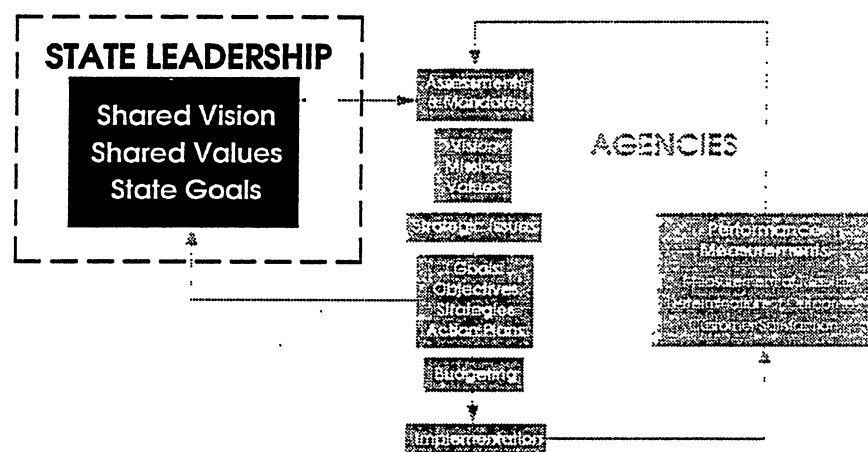 STATE LEADERSHIP
Shared Vision
Shared Values
State Goals
Assessments
& Mandates
Vision
Mission
Values
Strategic Issues
Goals
Objectives
Strategies
Action Plans
Budgeting
Implementation
AGENCIES
Performance
Measurements
Outcomes
Customer Satisfaction